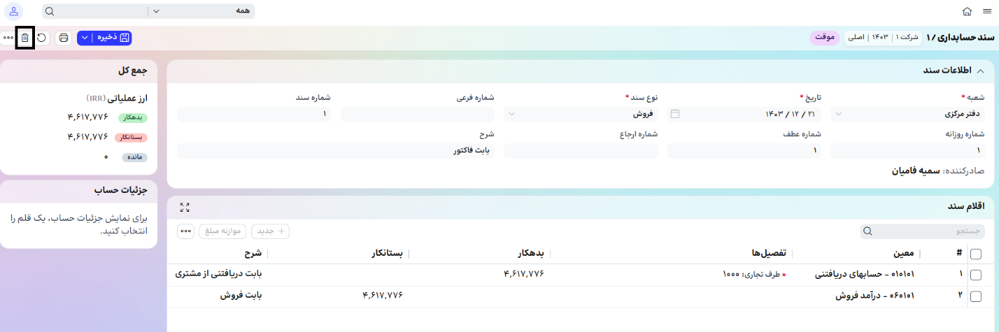 همه
سند حسابداری / ۱ شرکت ۱ | ۱۴۰۳ | اصلی موقت
ذخیره
اطلاعات سند
شعبه * تاریخ * نوع سند * شماره فرعی شماره سند
دفتر مرکزی ۱۴۰۳ / ۱۲ / ۲۱ فروش ۱
شماره روزانه شماره عطف شماره ارجاع شرح
۱ ۱ بابت فاکتور
صادرکننده: سمیه فامیان
اقلام سند
جستجو + جدید موازنه مبلغ
# معین تفصیل‌ها بدهکار بستانکار شرح
۱ ۰۱۰۱۰۱ - حسابهای دریافتنی * طرف تجاری: ۱۰۰۰ ۴,۶۱۷,۷۷۶ بابت دریافتنی از مشتری
۲ ۰۶۰۱۰۱ - درآمد فروش ۴,۶۱۷,۷۷۶ بابت فروش
جمع کل
ارز عملیاتی (IRR)
بدهکار ۴,۶۱۷,۷۷۶
بستانکار ۴,۶۱۷,۷۷۶
مانده ۰
جزئیات حساب
برای نمایش جزئیات حساب، یک قلم را
انتخاب کنید.